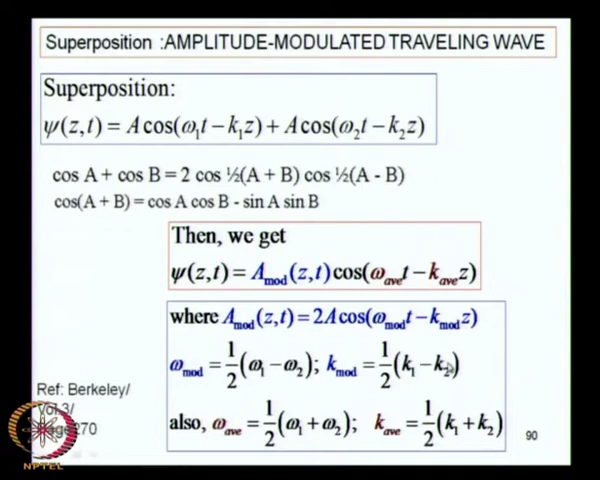 Superposition :AMPLITUDE-MODULATED TRAVELING WAVE
Superposition:
ψ(z,t) = A cos(ω₁t − k₁z) + A cos(ω₂t − k₂z)
cos A + cos B = 2 cos ½(A + B) cos ½(A - B)
cos(A + B) = cos A cos B - sin A sin B
Then, we get
ψ(z,t) = A_mod(z,t) cos(ω_ave t − k_ave z)
where A_mod(z,t) = 2A cos(ω_mod t − k_mod z)
ω_mod = 1/2(ω₁ − ω₂); k_mod = 1/2(k₁ − k₂)
also, ω_ave = 1/2(ω₁ + ω₂); k_ave = 1/2(k₁ + k₂)
Ref: Berkeley/
Vol.3/
270
90
NPTEL